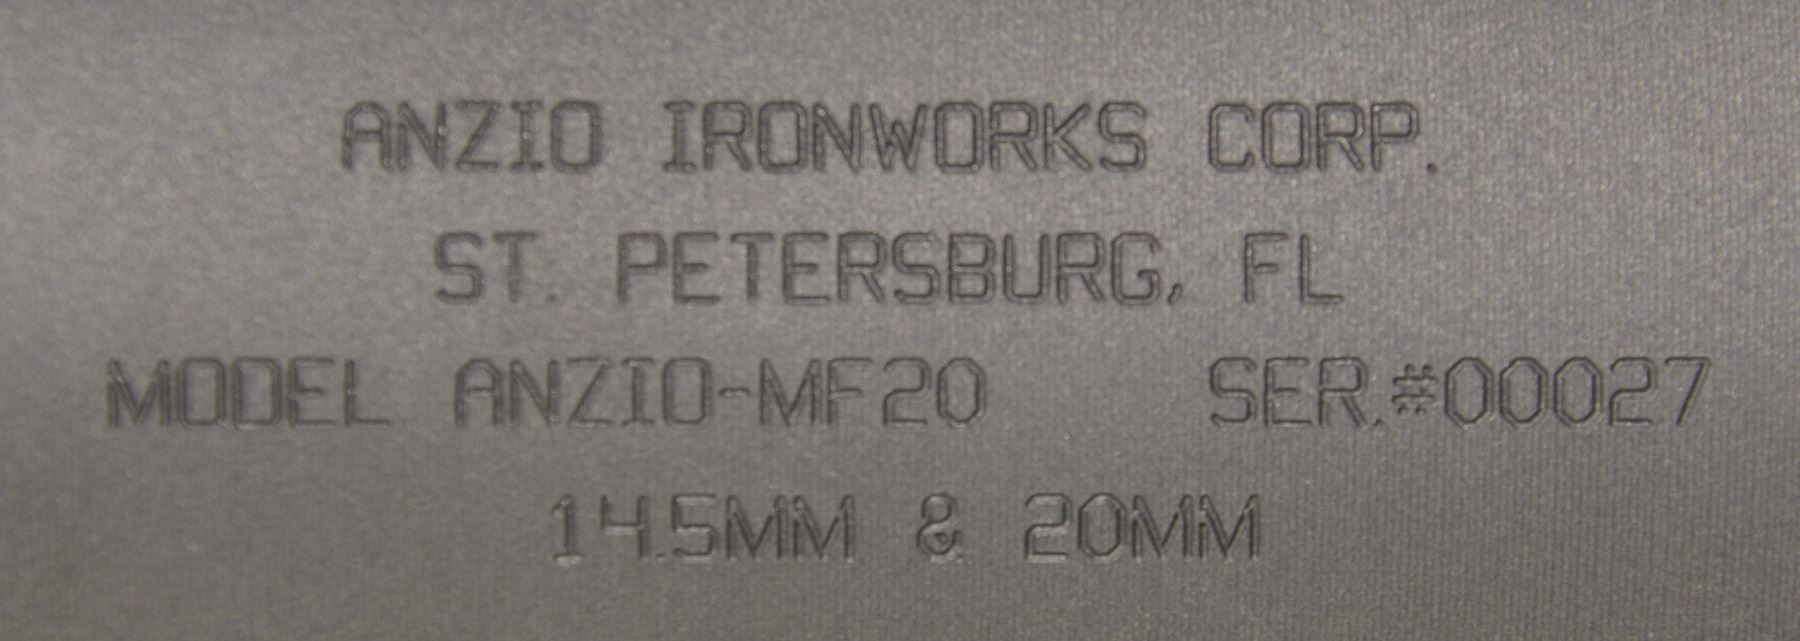 ANZIO IRONWORKS CORP.
ST. PETERSBURG, FL
MODEL ANZIO-MF20 SER.#00027
14.5MM & 20MM